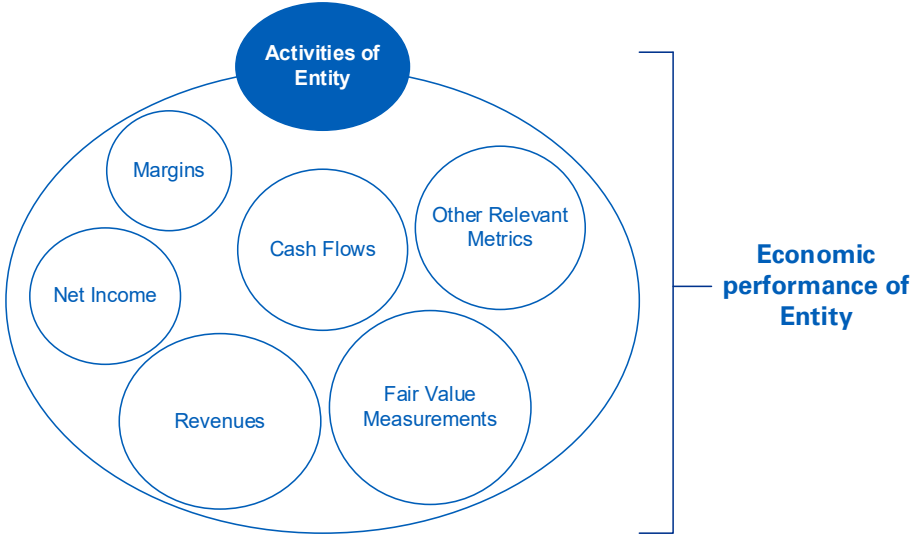 Activities of
Entity
Margins
Other Relevant
Metrics
Cash Flows
Net Income
Economic
performance of
Entity
Fair Value
Measurements
Revenues